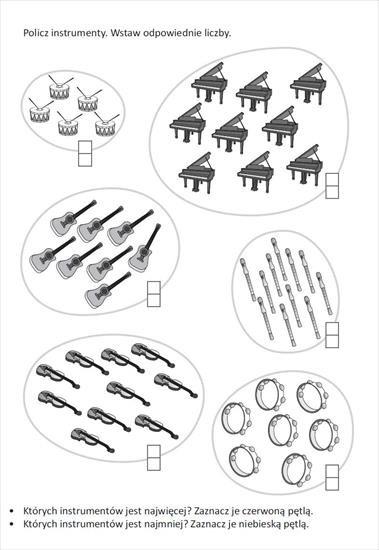 Policz instrumenty. Wstaw odpowiednie liczby.
• Których instrumentów jest najwięcej? Zaznacz je czerwoną pętlą.
• Których instrumentów jest najmniej? Zaznacz je niebieską pętlą.